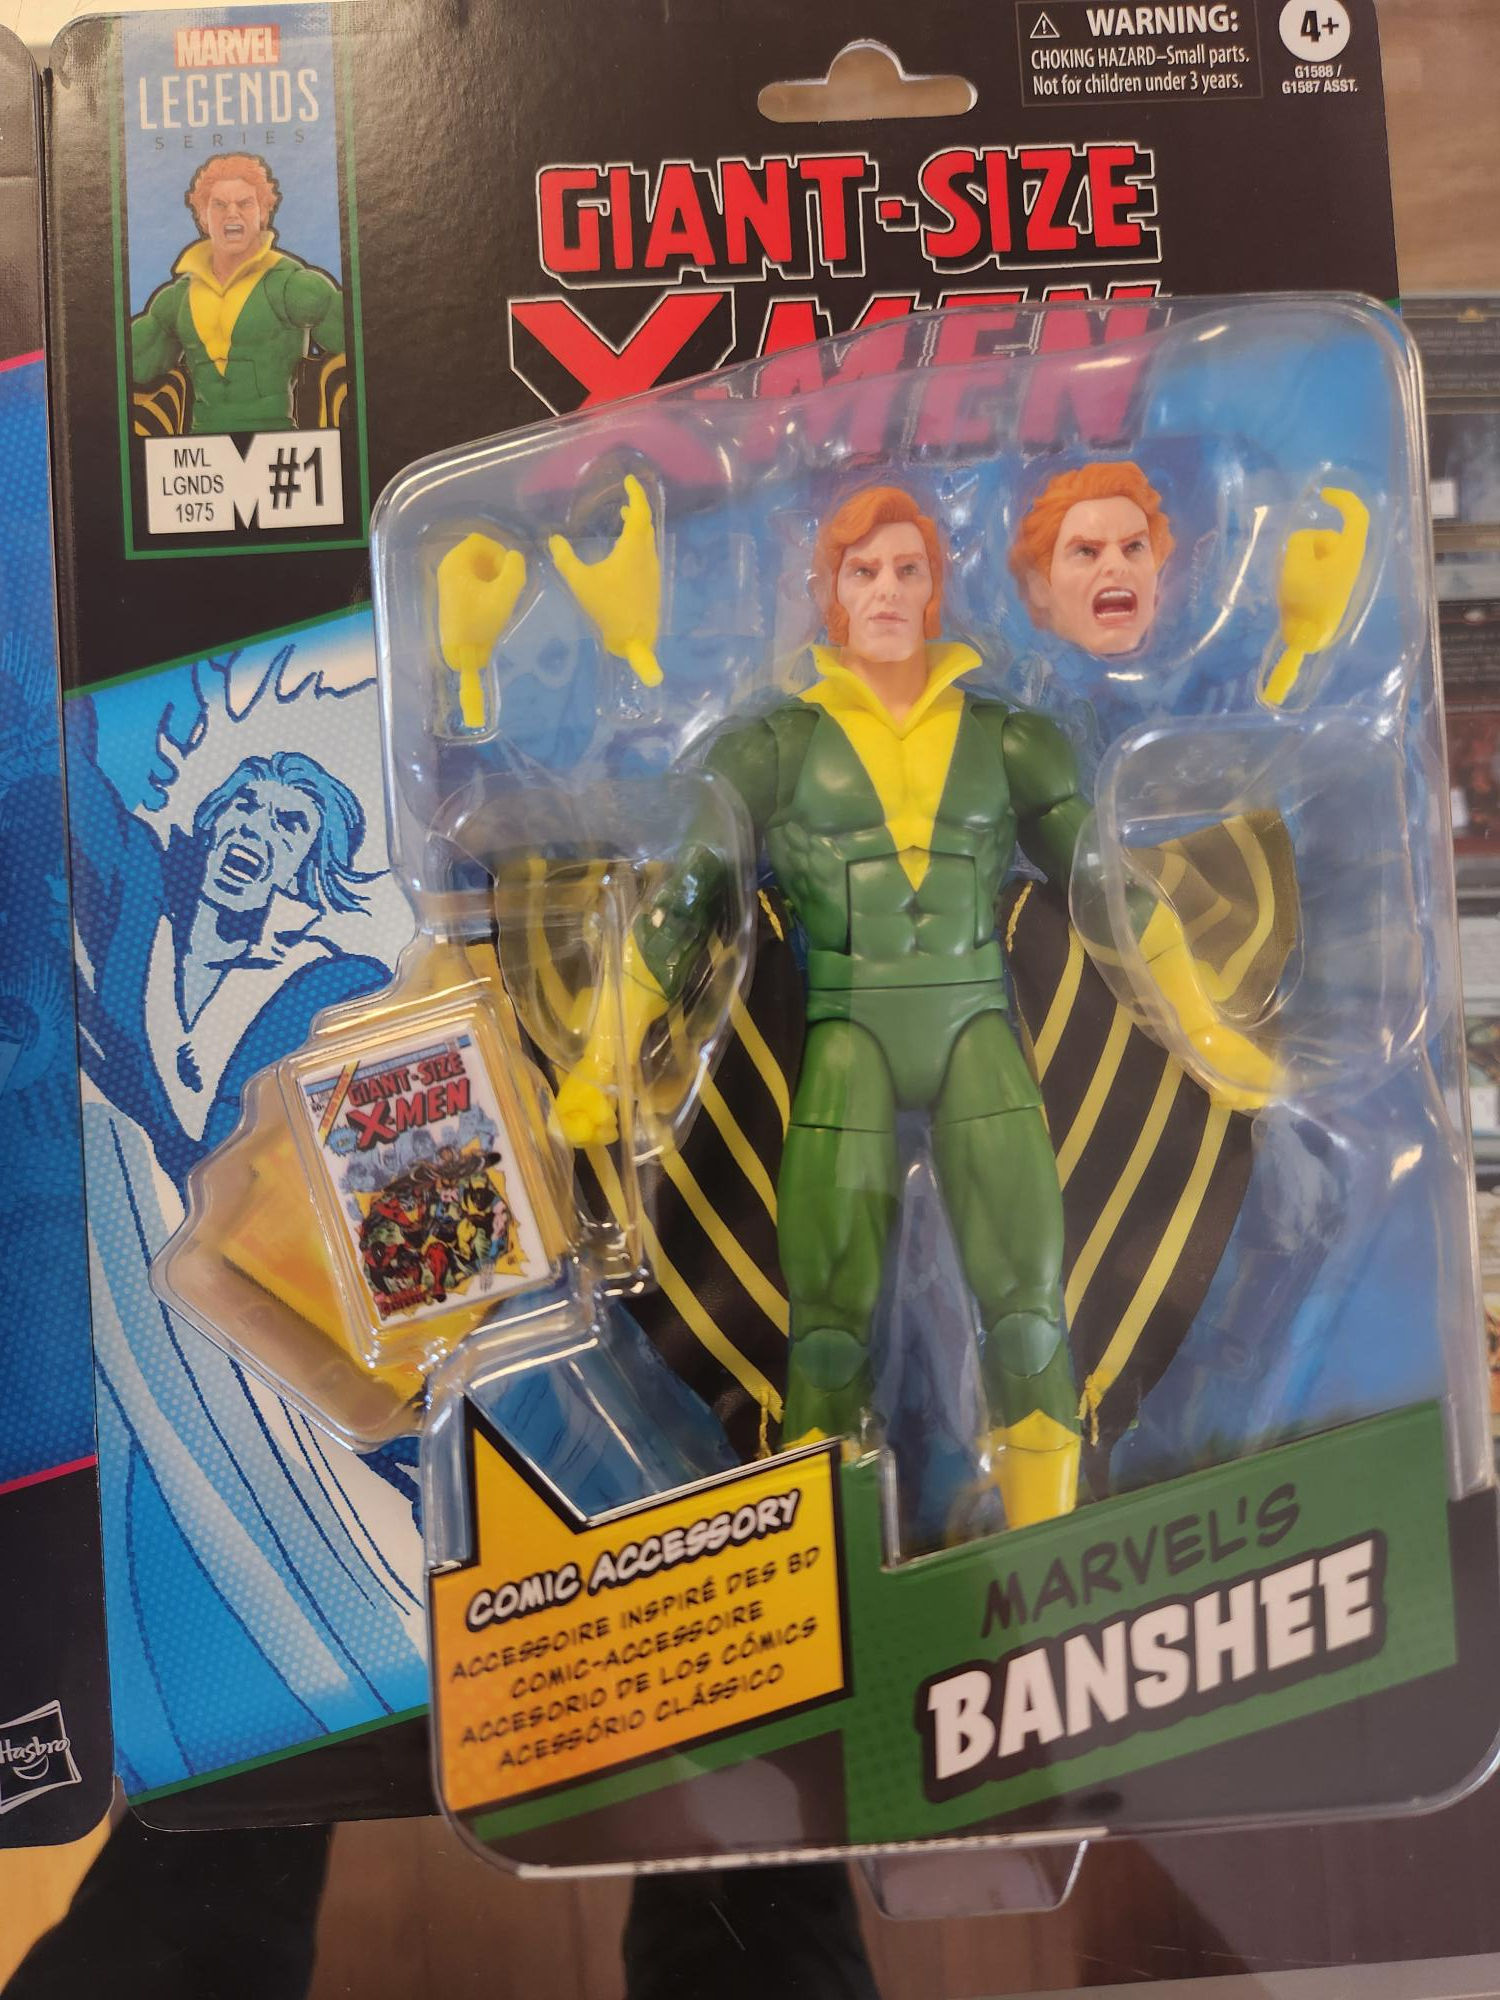 MARVEL
LEGENDS
SERIES
WARNING:
CHOKING HAZARD–Small parts.
Not for children under 3 years.
4+
G1588 /
G1587 ASST.
GIANT-SIZE
X-MEN
MVL
LGNDS
1975
#1
GIANT-SIZE
X-MEN
COMIC ACCESSORY
ACCESSOIRE INSPIRÉ DES BD
COMIC-ACCESSOIRE
ACCESORIO DE LOS CÓMICS
ACESSÓRIO CLÁSSICO
MARVEL'S
BANSHEE
Hasbro